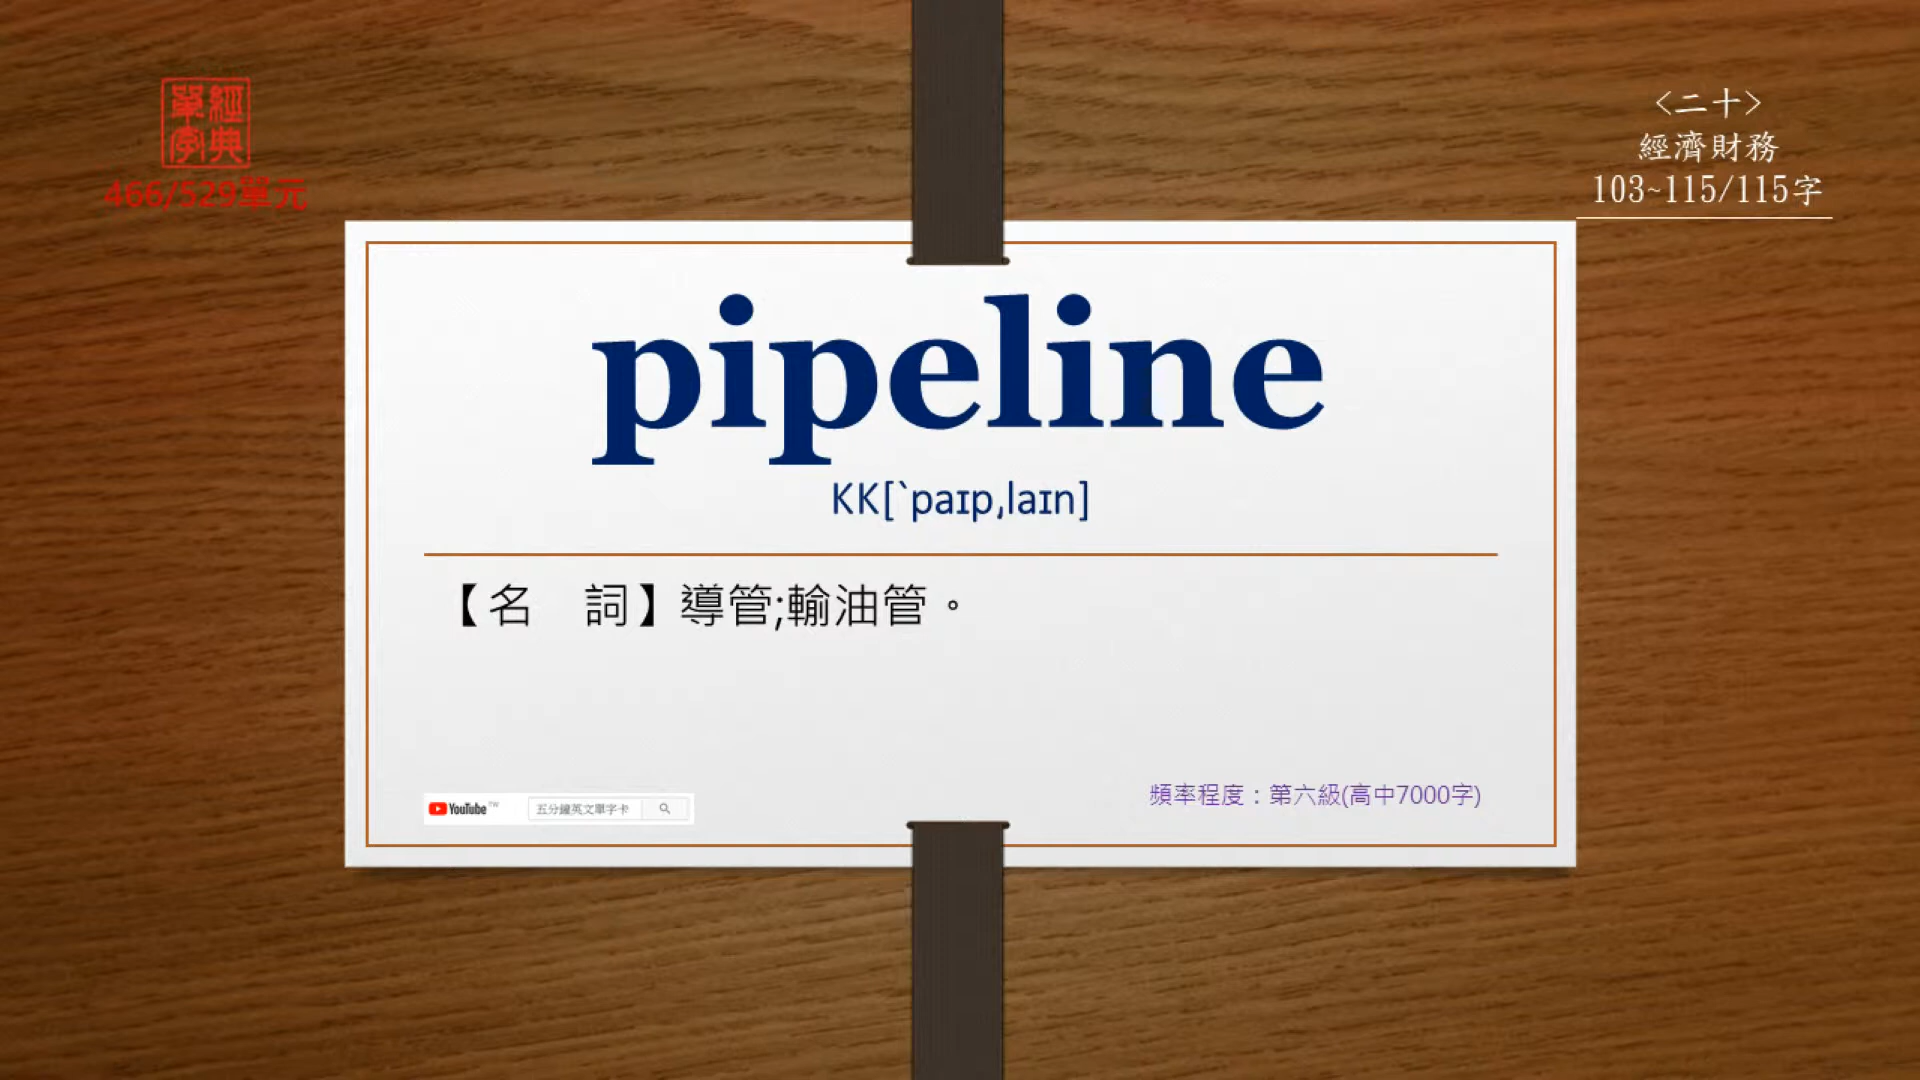 經典單字
466/529單元
<二十>
經濟財務
103~115/115字
pipeline
KK[ˋpaɪp͵laɪn]
【名　詞】導管;輸油管。
YouTube TW 五分鐘英文單字卡
頻率程度：第六級(高中7000字)